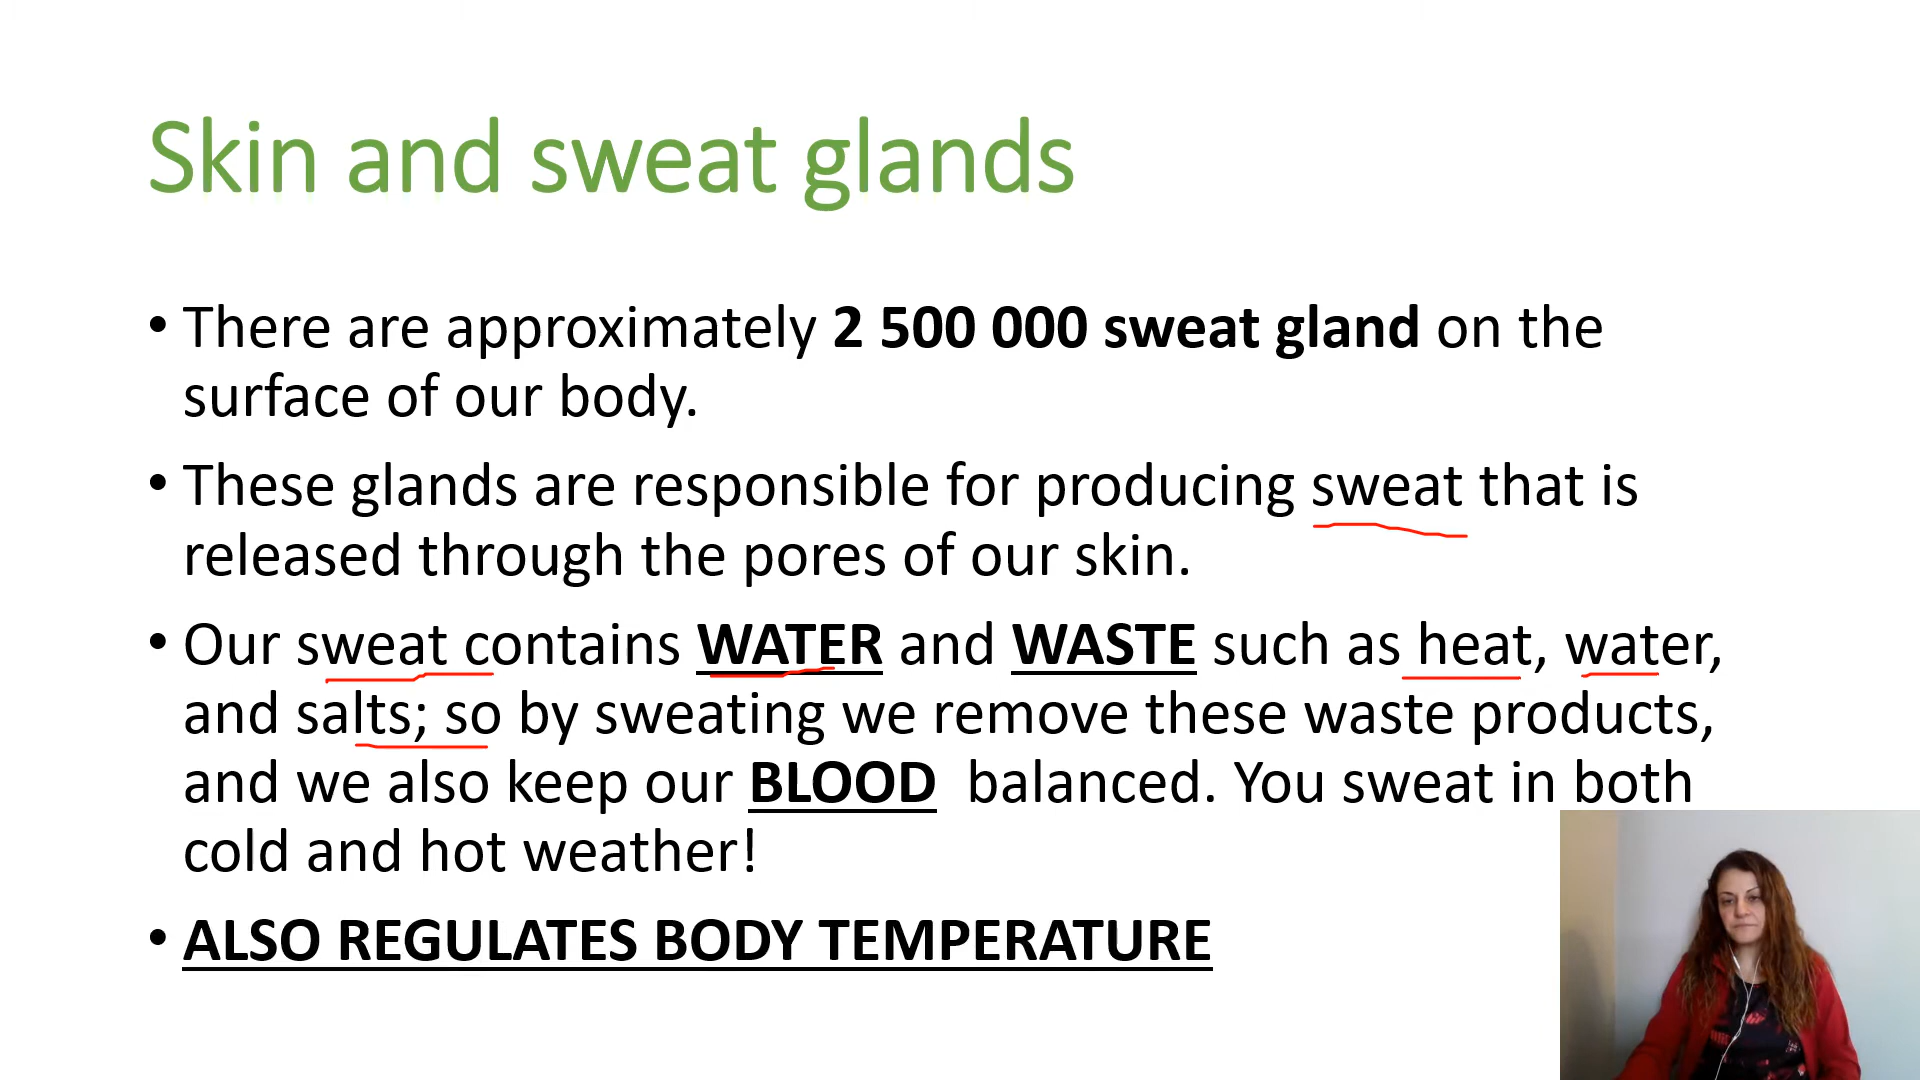 Skin and sweat glands
• There are approximately 2 500 000 sweat gland on the
surface of our body.
• These glands are responsible for producing sweat that is
released through the pores of our skin.
• Our sweat contains WATER and WASTE such as heat, water,
and salts; so by sweating we remove these waste products,
and we also keep our BLOOD balanced. You sweat in both
cold and hot weather!
• ALSO REGULATES BODY TEMPERATURE